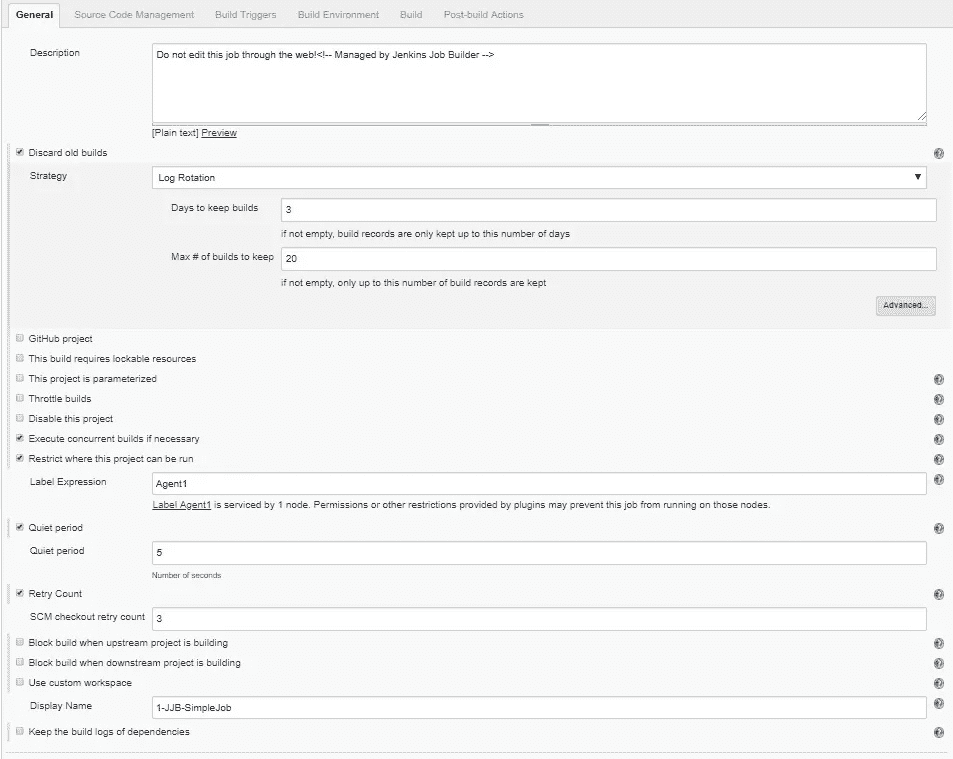 General Source Code Management Build Triggers Build Environment Build Post-build Actions
Description
Do not edit this job through the web!<!-- Managed by Jenkins Job Builder -->
[Plain text] Preview
Discard old builds
Strategy
Log Rotation
Days to keep builds
3
if not empty, build records are only kept up to this number of days
Max # of builds to keep
20
if not empty, only up to this number of build records are kept
Advanced...
GitHub project
This build requires lockable resources
This project is parameterized
Throttle builds
Disable this project
Execute concurrent builds if necessary
Restrict where this project can be run
Label Expression
Agent1
Label Agent1 is serviced by 1 node. Permissions or other restrictions provided by plugins may prevent this job from running on those nodes.
Quiet period
Quiet period
5
Number of seconds
Retry Count
SCM checkout retry count
3
Block build when upstream project is building
Block build when downstream project is building
Use custom workspace
Display Name
1-JJB-SimpleJob
Keep the build logs of dependencies